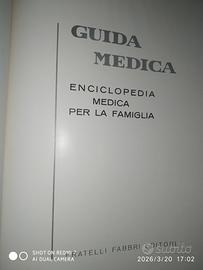 GUIDA
MEDICA
ENCICLOPEDIA
MEDICA
PER LA FAMIGLIA
FRATELLI FABBRI EDITORI
subito
SHOT ON REDMI 7
AI DUAL CAMERA
2026/3/20 17:02